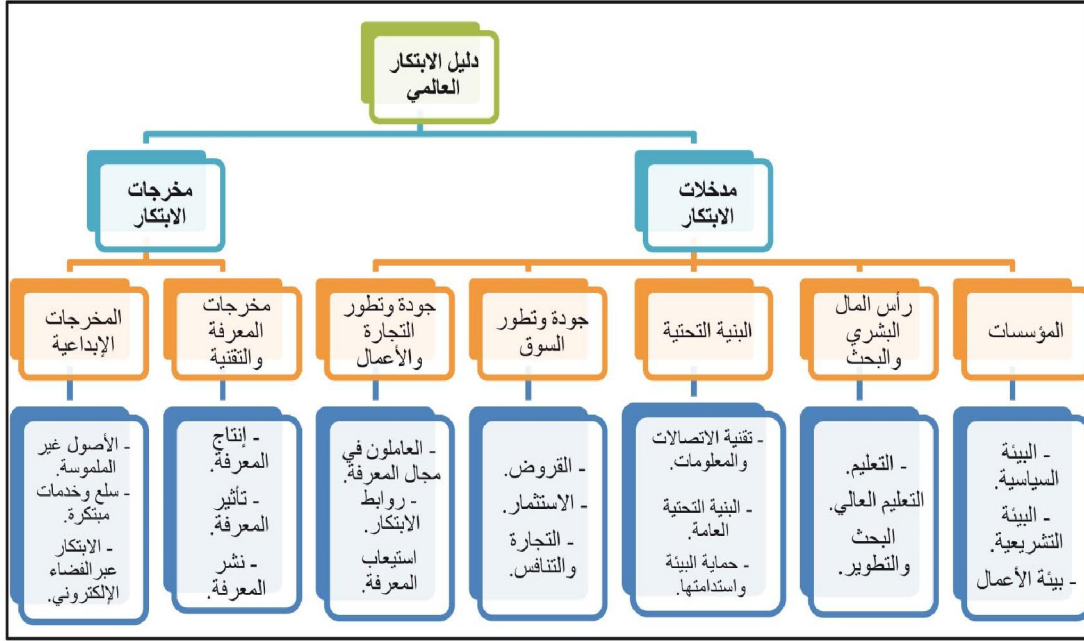 دليل الابتكار
العالمي
مدخلات
الابتكار
مخرجات
الابتكار
المؤسسات
رأس المال
البشري
والبحث
البنية التحتية
جودة وتطور
السوق
جودة وتطور
التجارة
والأعمال
مخرجات
المعرفة
والتقنية
المخرجات
الإبداعية
- البيئة
السياسية.
- البيئة
التشريعية.
- بيئة الأعمال
- التعليم.
التعليم العالي.
البحث
والتطوير.
- تقنية الاتصالات
والمعلومات.
- البنية التحتية
العامة.
- حماية البيئة
واستدامتها.
- القروض.
- الاستثمار.
- التجارة
والتنافس.
- العاملون في
مجال المعرفة.
- روابط
الابتكار.
استيعاب
المعرفة.
- إنتاج
المعرفة.
- تأثير
المعرفة.
- نشر
المعرفة.
- الأصول غير
الملموسة.
- سلع وخدمات
مبتكرة.
- الابتكار
عبر الفضاء
الإلكتروني.